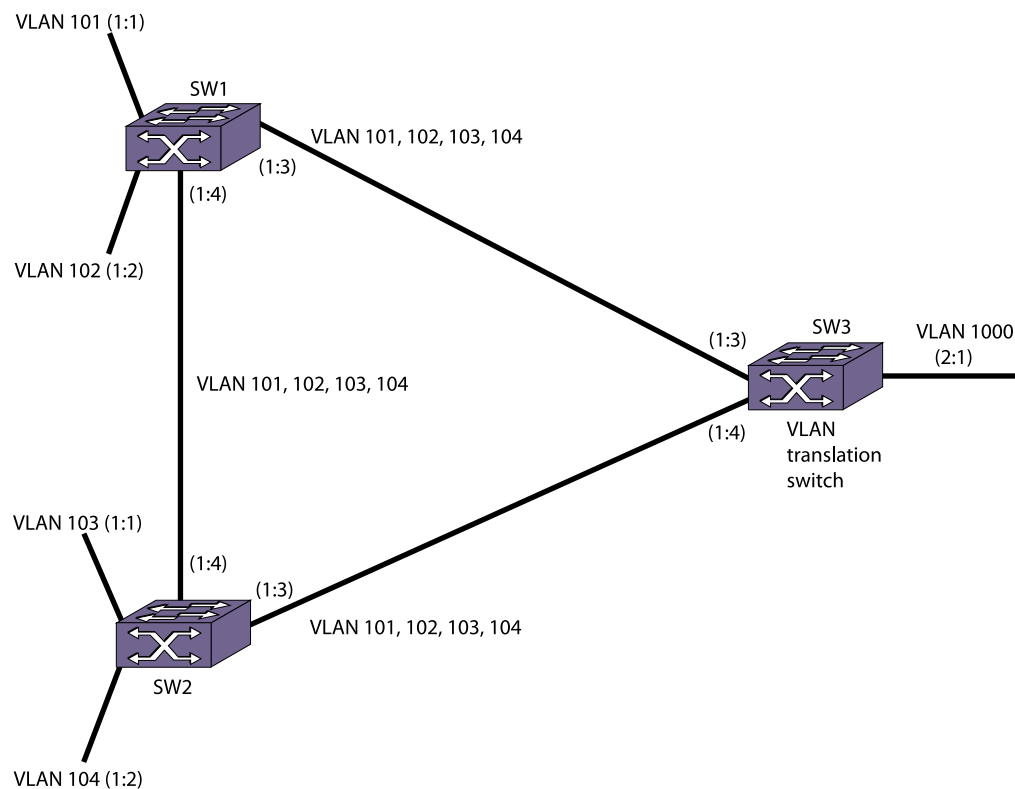 VLAN 101 (1:1)
SW1
VLAN 101, 102, 103, 104
(1:3)
(1:4)
VLAN 102 (1:2)
SW3
VLAN 1000
(2:1)
(1:3)
VLAN 101, 102, 103, 104
(1:4)
VLAN
translation
switch
VLAN 103 (1:1)
(1:4)
(1:3)
VLAN 101, 102, 103, 104
SW2
VLAN 104 (1:2)